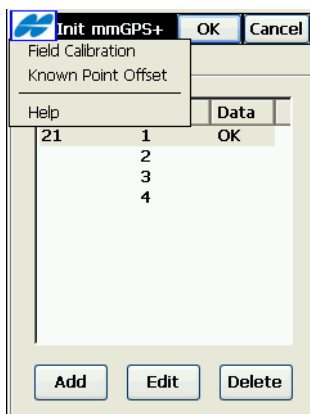 Init mmGPS+ OK Cancel
Field Calibration
Known Point Offset
Help
Data
21 1 OK
2
3
4
Add Edit Delete